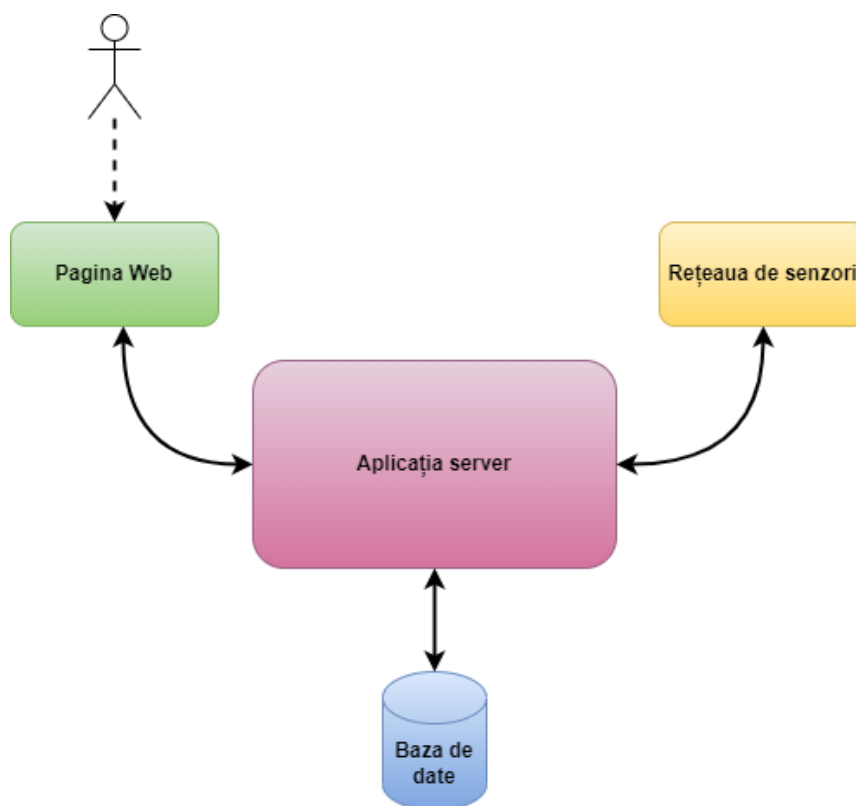 Pagina Web
Rețeaua de senzori
Aplicația server
Baza de
date